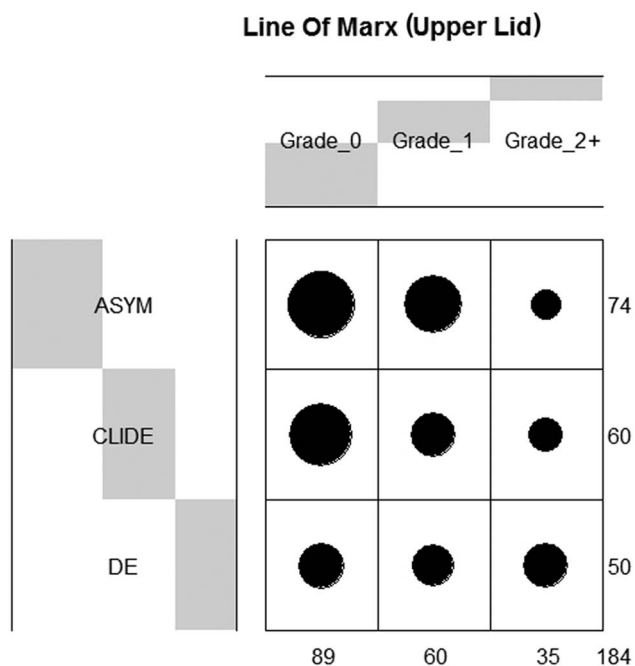 Line Of Marx (Upper Lid)
Grade_0 Grade_1 Grade_2+
ASYM 74
CLIDE 60
DE 50
89 60 35 184